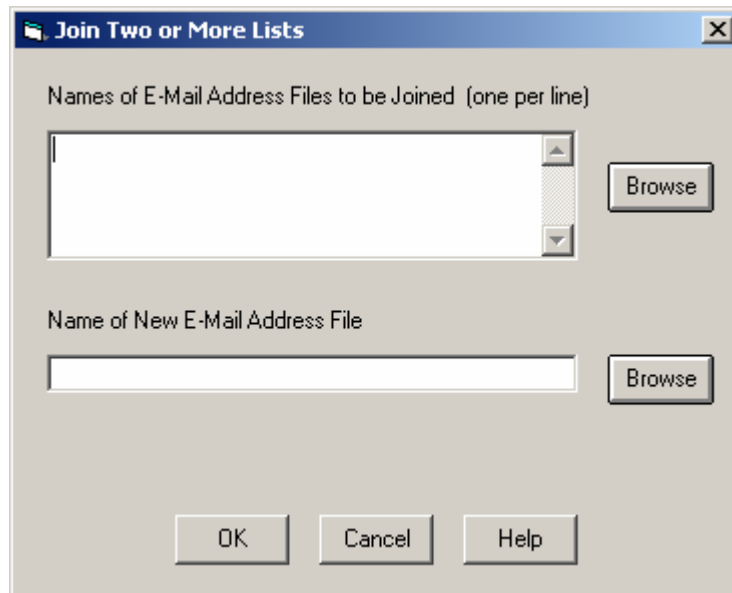 Join Two or More Lists
Names of E-Mail Address Files to be Joined (one per line)
Browse
Name of New E-Mail Address File
Browse
OK Cancel Help